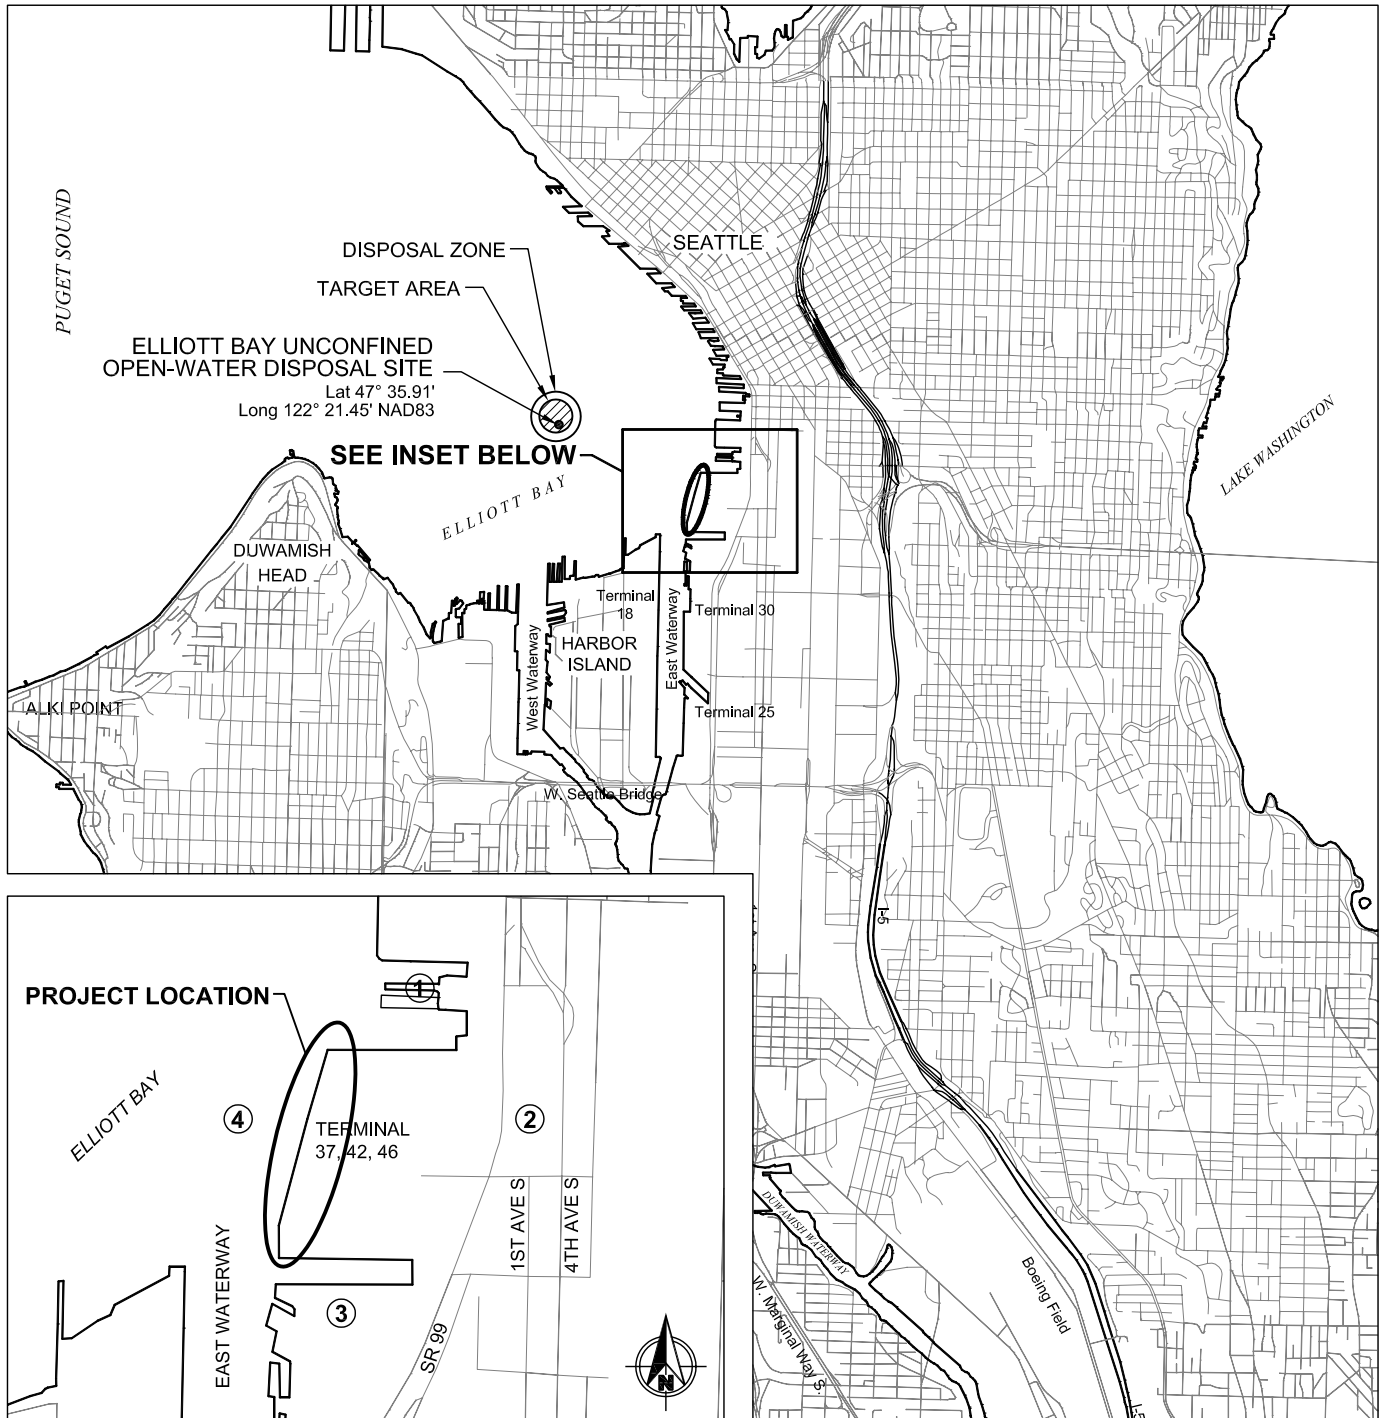 PUGET SOUND
SEATTLE
DISPOSAL ZONE
TARGET AREA
ELLIOTT BAY UNCONFINED
OPEN-WATER DISPOSAL SITE
Lat 47° 35.91'
Long 122° 21.45' NAD83
SEE INSET BELOW
ELLIOTT BAY
LAKE WASHINGTON
DUWAMISH
HEAD
Terminal
18
Terminal 30
HARBOR
ISLAND
West Waterway
East Waterway
Terminal 25
ALKI POINT
W. Seattle Bridge
I-5
PROJECT LOCATION
1
ELLIOTT BAY
4
2
TERMINAL
37, 42, 46
1ST AVE S
4TH AVE S
EAST WATERWAY
3
SR 99
N
DUWAMISH WATERWAY
W. Marginal Way S.
Boeing Field
I-5